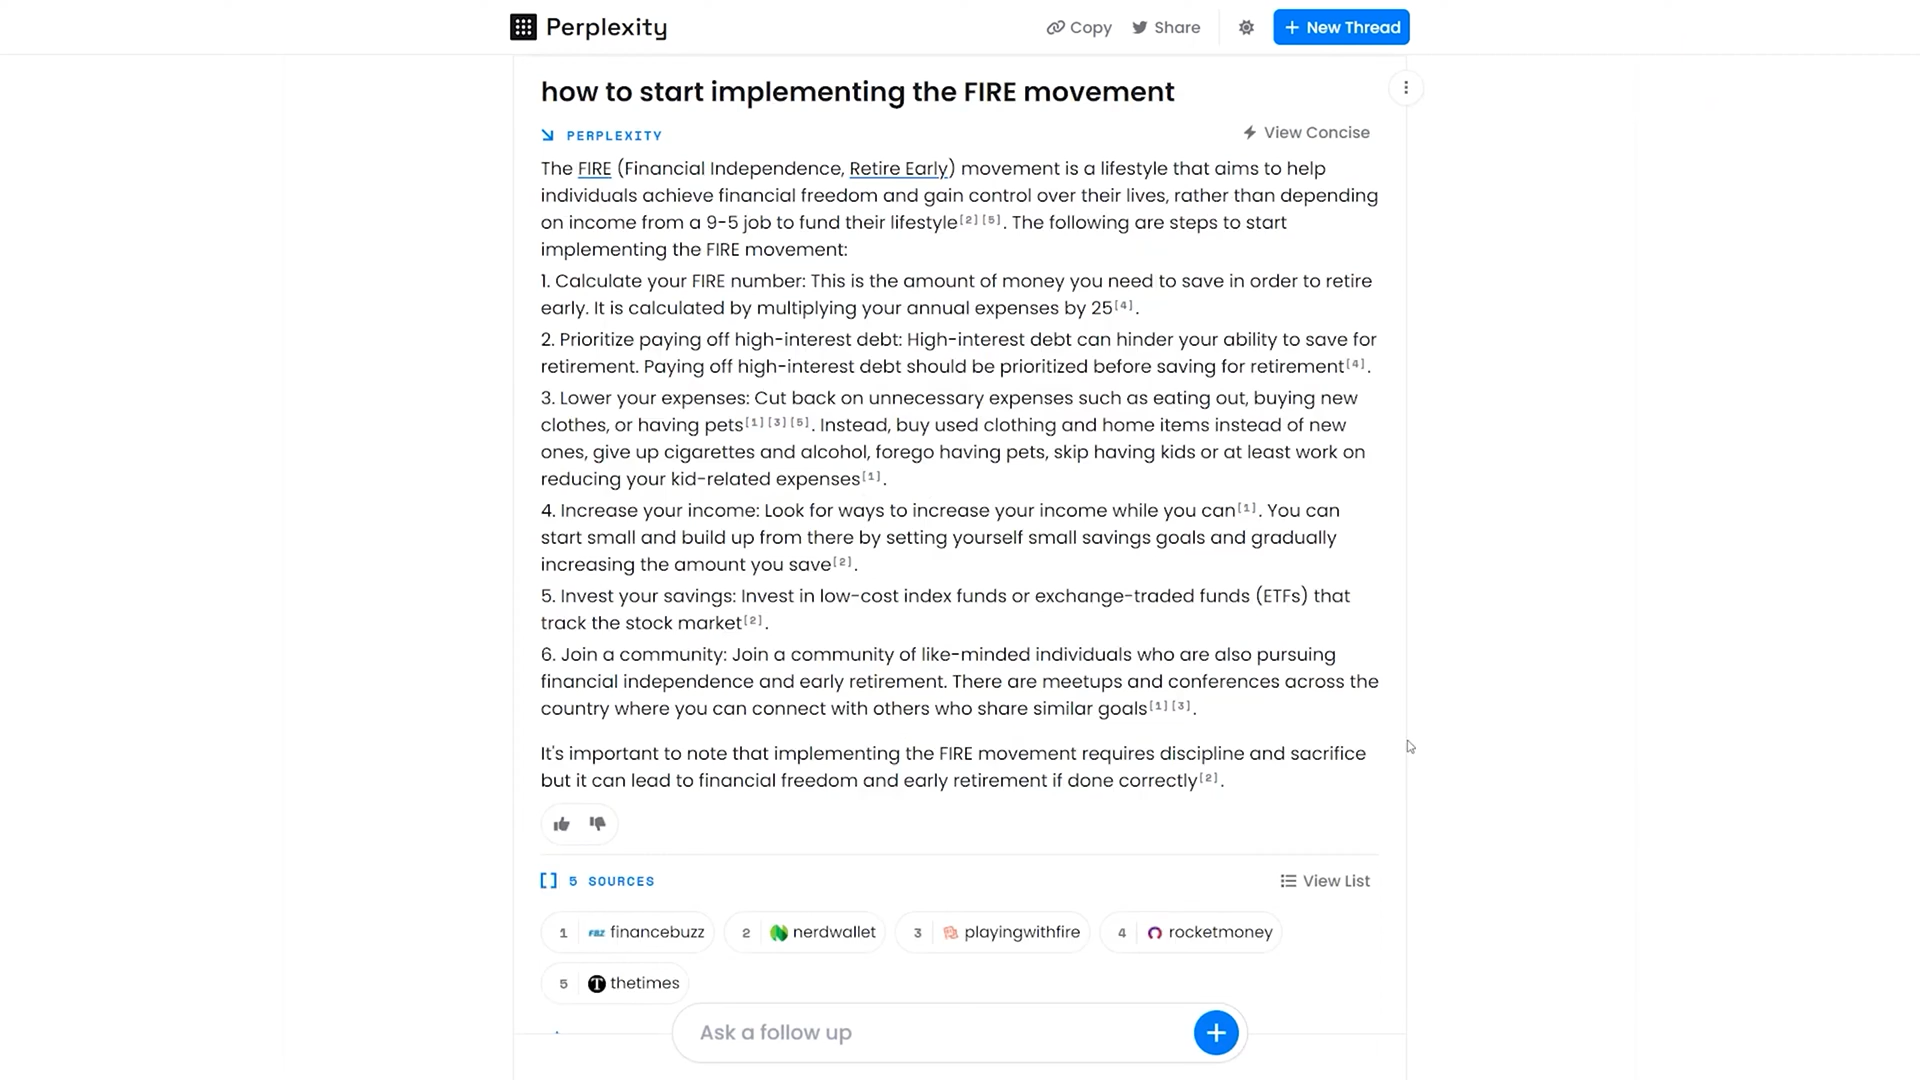 Perplexity
Copy
Share
New Thread
how to start implementing the FIRE movement
PERPLEXITY
View Concise
The FIRE (Financial Independence, Retire Early) movement is a lifestyle that aims to help
individuals achieve financial freedom and gain control over their lives, rather than depending
on income from a 9-5 job to fund their lifestyle[2][5]. The following are steps to start
implementing the FIRE movement:
1. Calculate your FIRE number: This is the amount of money you need to save in order to retire
early. It is calculated by multiplying your annual expenses by 25[4].
2. Prioritize paying off high-interest debt: High-interest debt can hinder your ability to save for
retirement. Paying off high-interest debt should be prioritized before saving for retirement[4].
3. Lower your expenses: Cut back on unnecessary expenses such as eating out, buying new
clothes, or having pets[1][3][5]. Instead, buy used clothing and home items instead of new
ones, give up cigarettes and alcohol, forego having pets, skip having kids or at least work on
reducing your kid-related expenses[1].
4. Increase your income: Look for ways to increase your income while you can[1]. You can
start small and build up from there by setting yourself small savings goals and gradually
increasing the amount you save[2].
5. Invest your savings: Invest in low-cost index funds or exchange-traded funds (ETFs) that
track the stock market[2].
6. Join a community: Join a community of like-minded individuals who are also pursuing
financial independence and early retirement. There are meetups and conferences across the
country where you can connect with others who share similar goals[1][3].
It's important to note that implementing the FIRE movement requires discipline and sacrifice
but it can lead to financial freedom and early retirement if done correctly[2].
5 SOURCES
View List
1 FBZ financebuzz
2 nerdwallet
3 playingwithfire
4 rocketmoney
5 T thetimes
Ask a follow up